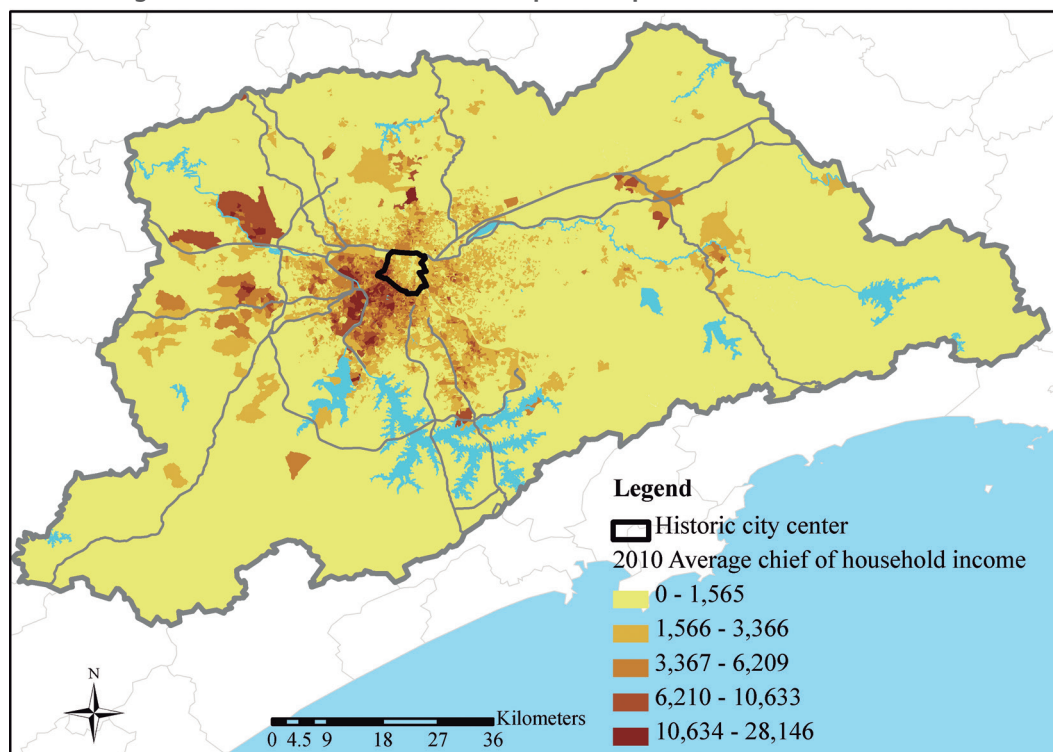 N
0 4.5 9 18 27 36
Kilometers
Legend
Historic city center
2010 Average chief of household income
0 - 1,565
1,566 - 3,366
3,367 - 6,209
6,210 - 10,633
10,634 - 28,146